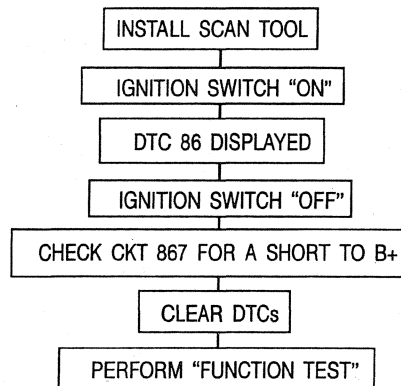 INSTALL SCAN TOOL
IGNITION SWITCH “ON”
DTC 86 DISPLAYED
IGNITION SWITCH “OFF”
CHECK CKT 867 FOR A SHORT TO B+
CLEAR DTCs
PERFORM “FUNCTION TEST”